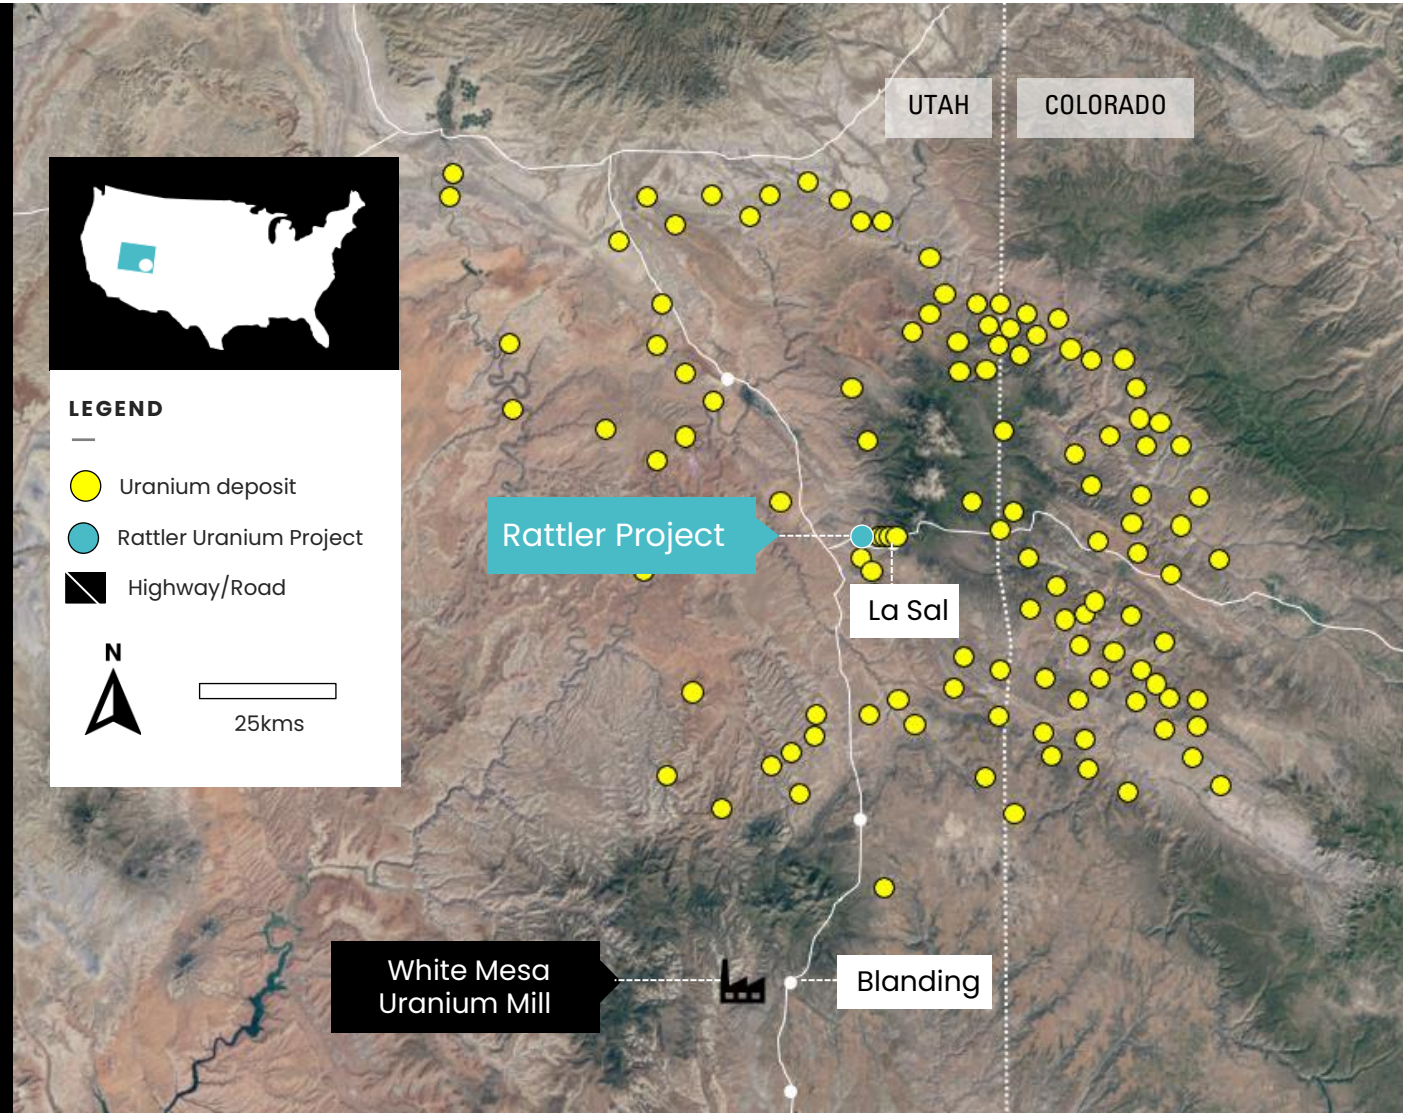 UTAH
COLORADO
LEGEND
Uranium deposit
Rattler Uranium Project
Highway/Road
N
25kms
Rattler Project
La Sal
White Mesa
Uranium Mill
Blanding